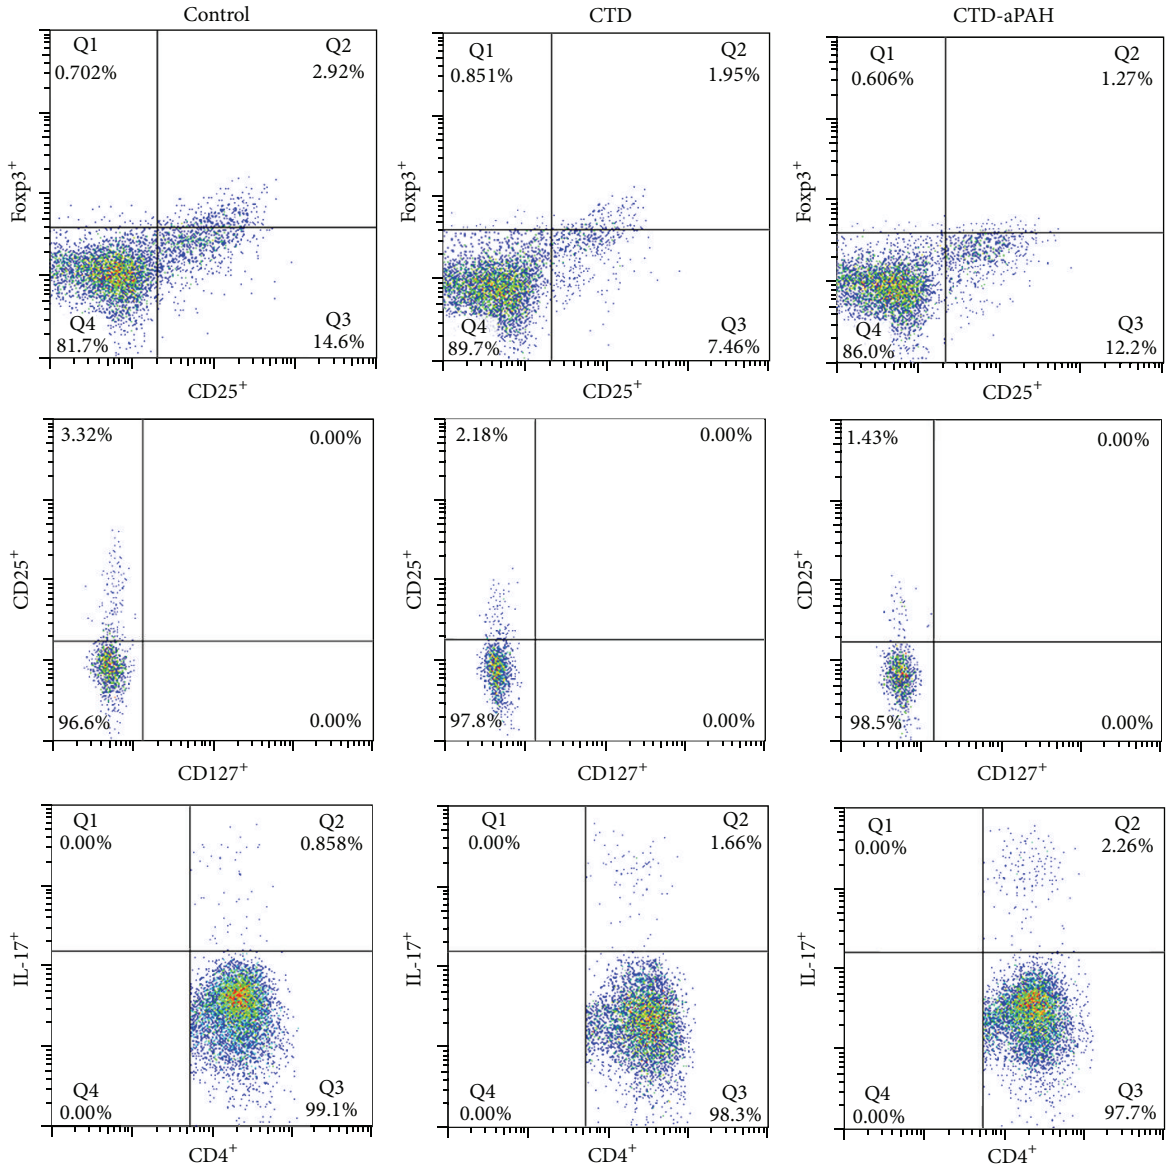 Control
CTD
CTD-aPAH
Q1
Q2
0.702%
2.92%
Foxp3+
Q4
Q3
81.7%
14.6%
CD25+
Q1
Q2
0.851%
1.95%
Foxp3+
Q4
Q3
89.7%
7.46%
CD25+
Q1
Q2
0.606%
1.27%
Foxp3+
Q4
Q3
86.0%
12.2%
CD25+
3.32%
0.00%
CD25+
96.6%
0.00%
CD127+
2.18%
0.00%
CD25+
97.8%
0.00%
CD127+
1.43%
0.00%
CD25+
98.5%
0.00%
CD127+
Q1
Q2
0.00%
0.858%
IL-17+
Q4
Q3
0.00%
99.1%
CD4+
Q1
Q2
0.00%
1.66%
IL-17+
Q4
Q3
0.00%
98.3%
CD4+
Q1
Q2
0.00%
2.26%
IL-17+
Q4
Q3
0.00%
97.7%
CD4+